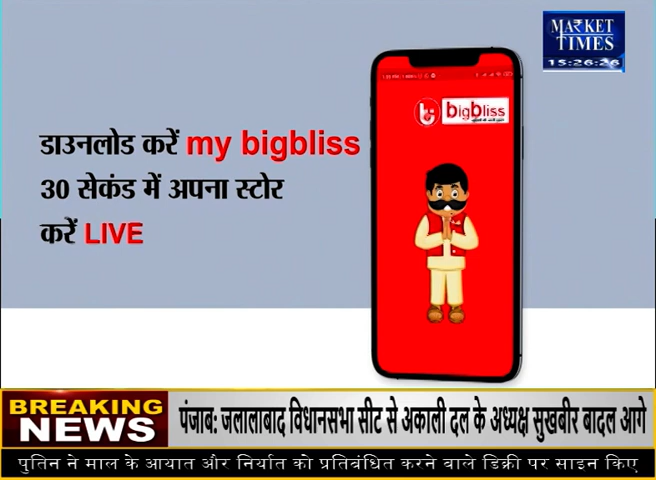 MARKET
TIMES
15:26:26
bigbliss
डाउनलोड करें my bigbliss
30 सेकंड में अपना स्टोर
करें LIVE
BREAKING
NEWS
पंजाब: जलालाबाद विधानसभा सीट से अकाली दल के अध्यक्ष सुखबीर बादल आगे
पुतिन ने माल के आयात और निर्यात को प्रतिबंधित करने वाले डिक्री पर साइन किए